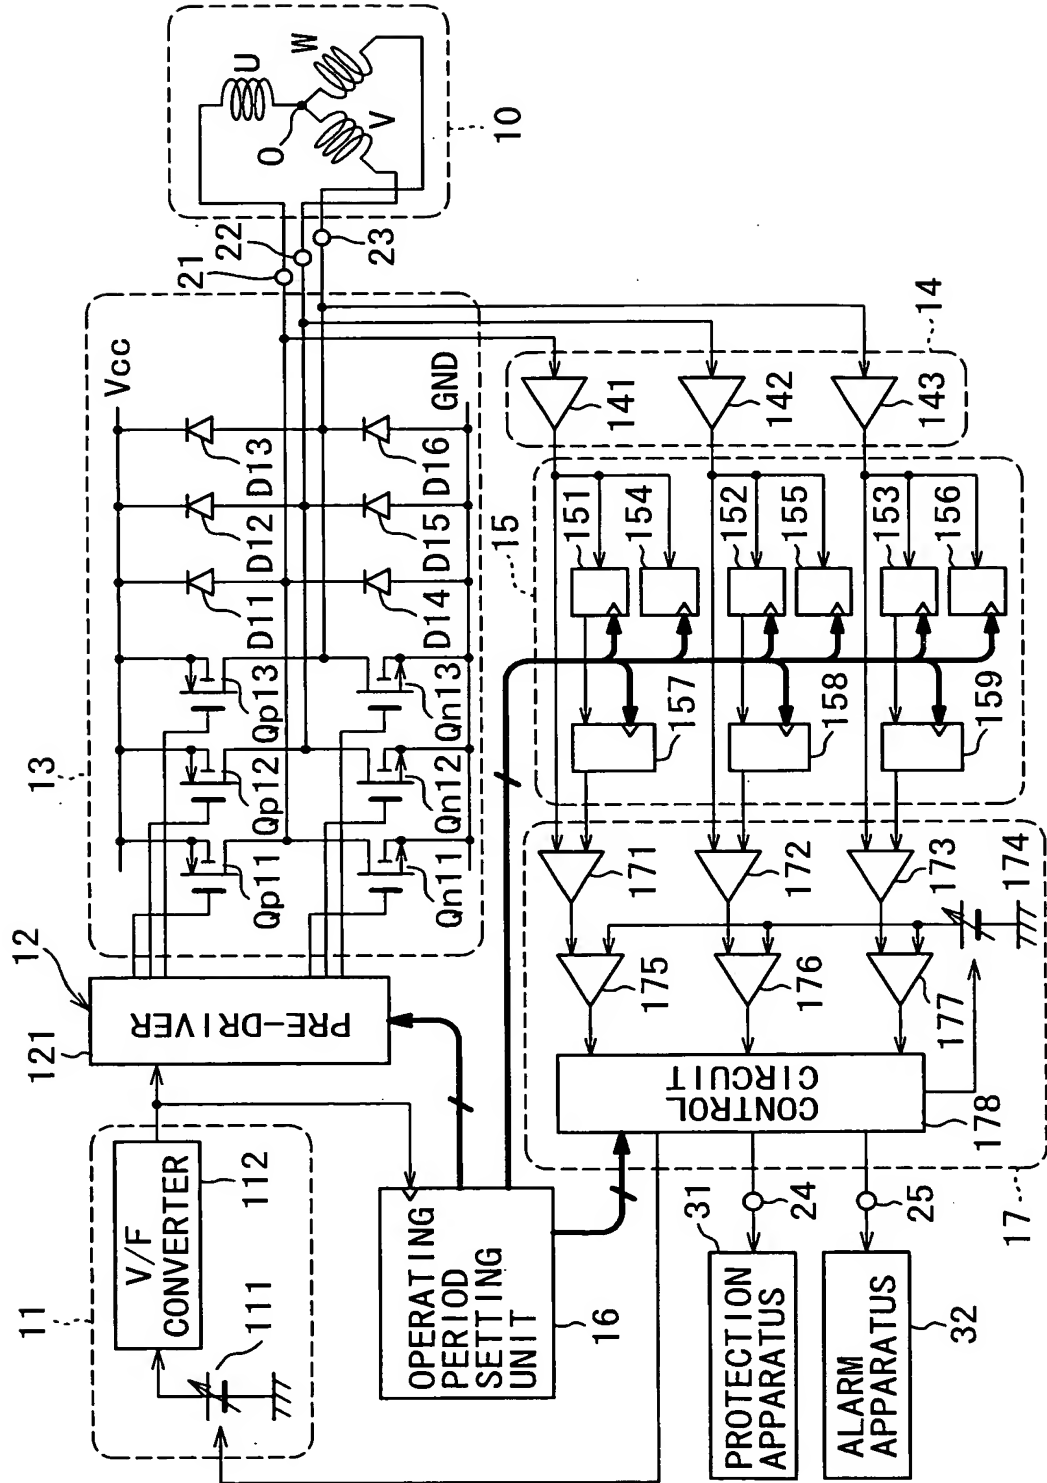 11
V/F
CONVERTER
112
111
12
121
PRE-DRIVER
OPERATING
PERIOD
SETTING
UNIT
16
13
Vcc
GND
Qp11
Qp12
Qp13
Qn11
Qn12
Qn13
D11
D12
D13
D14
D15
D16
21
22
23
10
O
U
V
W
14
141
142
143
15
151
154
152
155
153
156
157
158
159
17
171
172
173
174
175
176
177
CONTROL
CIRCUIT
178
24
25
31
PROTECTION
APPARATUS
32
ALARM
APPARATUS